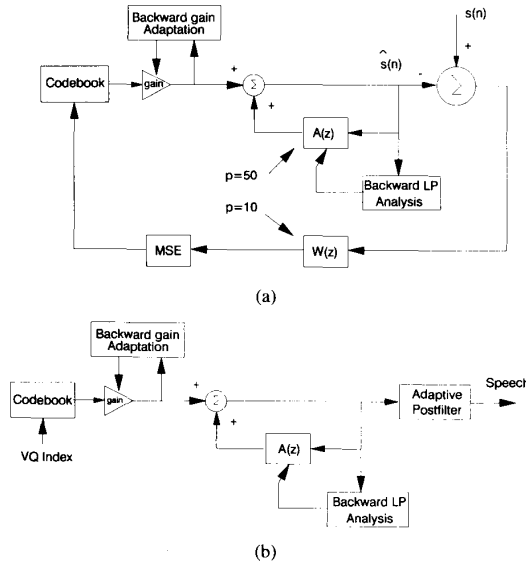 Backward gain
Adaptation
s(n)
+
^
s(n)
Codebook
gain
+
Σ
-
Σ
+
A(z)
p=50
Backward LP
Analysis
p=10
MSE
W(z)
(a)
Backward gain
Adaptation
Codebook
gain
+
Σ
Adaptive
Postfilter
Speech
+
VQ Index
A(z)
Backward LP
Analysis
(b)